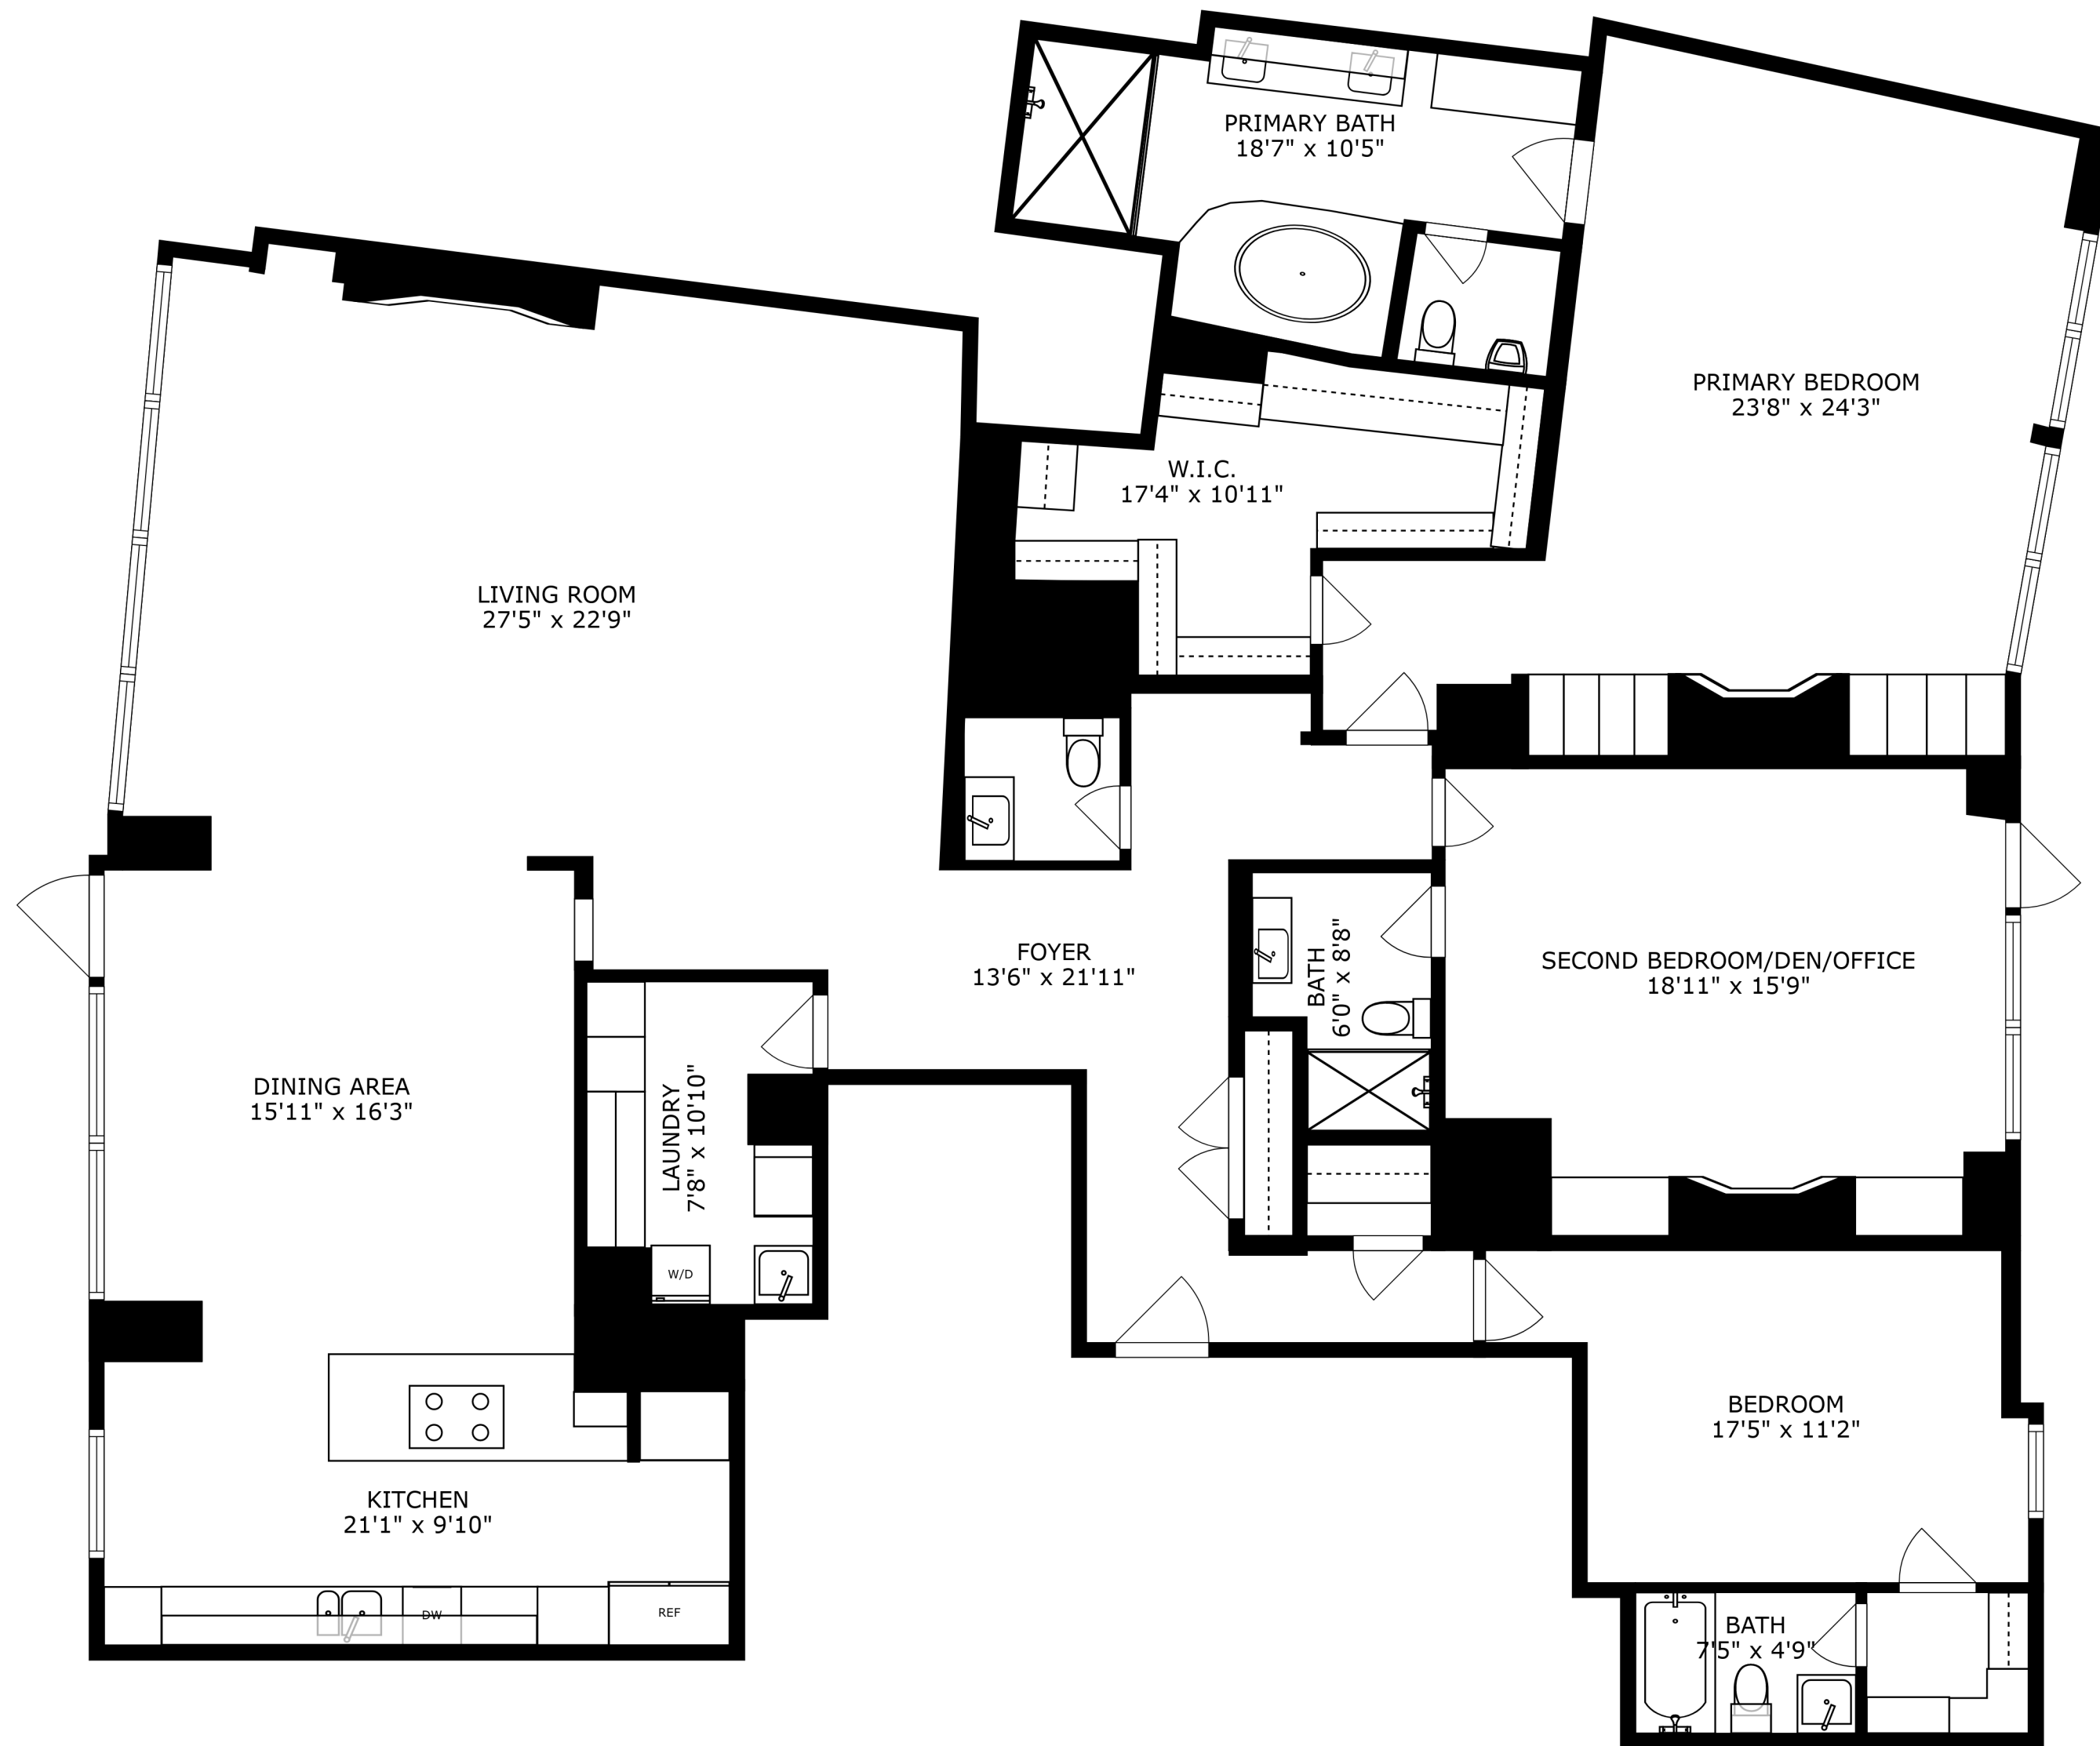 PRIMARY BATH
18'7" x 10'5"
PRIMARY BEDROOM
23'8" x 24'3"
W.I.C.
17'4" x 10'11"
LIVING ROOM
27'5" x 22'9"
FOYER
13'6" x 21'11"
BATH
6'0" x 8'8"
SECOND BEDROOM/DEN/OFFICE
18'11" x 15'9"
DINING AREA
15'11" x 16'3"
LAUNDRY
7'8" x 10'10"
W/D
BEDROOM
17'5" x 11'2"
KITCHEN
21'1" x 9'10"
DW
REF
BATH
7'5" x 4'9"